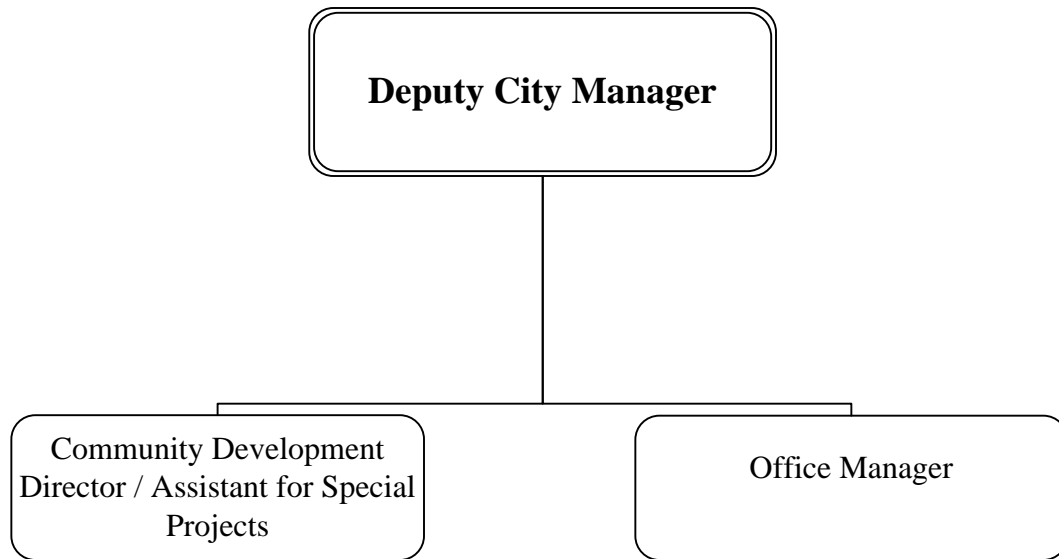 Deputy City Manager
Community Development
Director / Assistant for Special
Projects
Office Manager